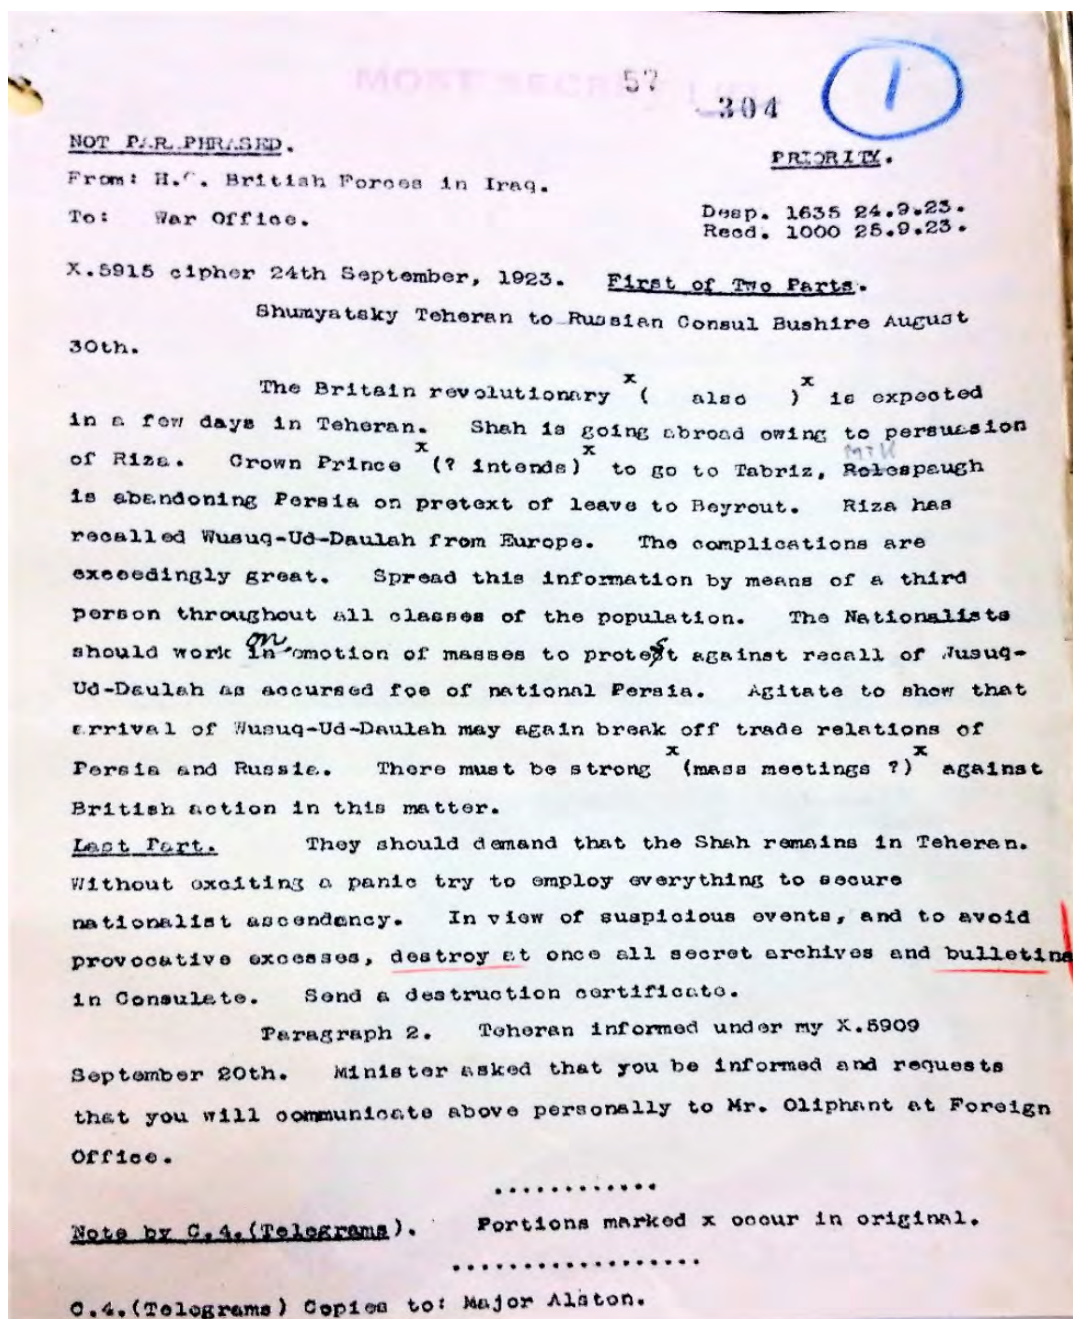 MOST SECRET
57
304
1
NOT PARAPHRASED.
PRIORITY.
From: H.Q. British Forces in Iraq.
To: War Office.
Desp. 1635 24.9.23.
Recd. 1000 25.9.23.
X.5915 cipher 24th September, 1923. First of Two Parts.
Shumyatsky Teheran to Russian Consul Bushire August
30th.
The Britain revolutionary x( also )x is expected
in a few days in Teheran. Shah is going abroad owing to persuasion
of Riza. Crown Prince x(? intends)x to go to Tabriz, Rolespaugh
is abandoning Persia on pretext of leave to Beyrout. Riza has
recalled Wusuq-Ud-Daulah from Europe. The complications are
exceedingly great. Spread this information by means of a third
person throughout all classes of the population. The Nationalists
should work in on emotion of masses to protest against recall of Wusuq-
Ud-Daulah as accursed foe of national Persia. Agitate to show that
arrival of Wusuq-Ud-Daulah may again break off trade relations of
Persia and Russia. There must be strong x(mass meetings ?)x against
British action in this matter.
Last Part. They should demand that the Shah remains in Teheran.
Without exciting a panic try to employ everything to secure
nationalist ascendancy. In view of suspicious events, and to avoid
provocative excesses, destroy at once all secret archives and bulletins
in Consulate. Send a destruction certificate.
Paragraph 2. Teheran informed under my X.5909
September 20th. Minister asked that you be informed and requests
that you will communicate above personally to Mr. Oliphant at Foreign
Office.
............
Note by C.4.(Telegrams). Portions marked x occur in original.
...................
C.4.(Telegrams) Copies to: Major Alston.